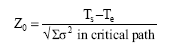 Z₀ = (Tₛ–Tₑ) / (√Σσ² in critical path)